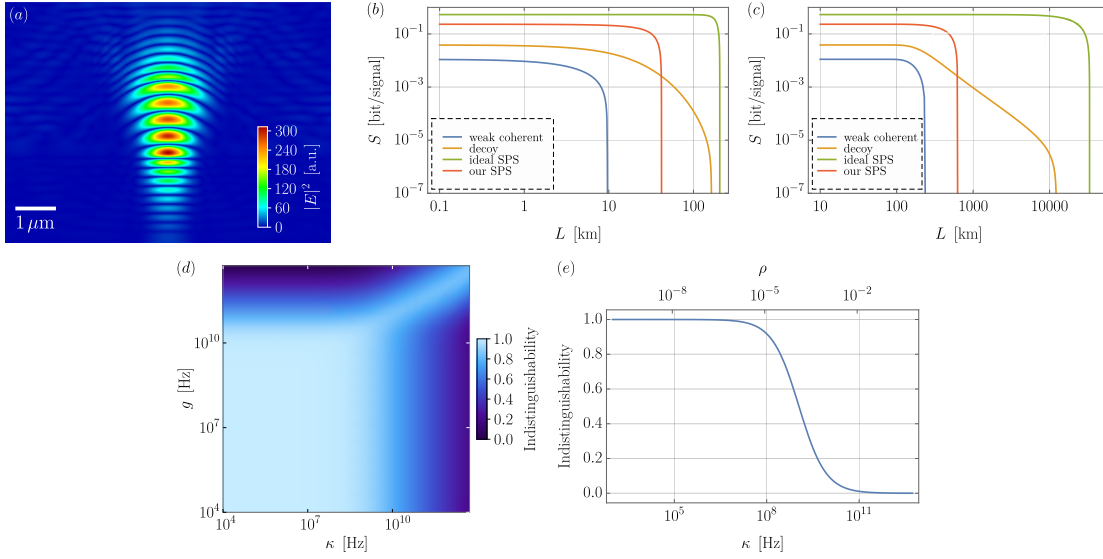 (a)
300
240
180
120
60
0
|E|² [a.u.]
1 μm
(b)
10⁻¹
10⁻³
10⁻⁵
10⁻⁷
S [bit/signal]
weak coherent
decoy
ideal SPS
our SPS
0.1 1 10 100
L [km]
(c)
10⁻¹
10⁻³
10⁻⁵
10⁻⁷
S [bit/signal]
weak coherent
decoy
ideal SPS
our SPS
10 100 1000 10000
L [km]
(d)
10¹⁰
10⁷
10⁴
g [Hz]
10⁴ 10⁷ 10¹⁰
κ [Hz]
1.0
0.8
0.6
0.4
0.2
0.0
Indistinguishability
(e)
ρ
10⁻⁸ 10⁻⁵ 10⁻²
1.0
0.8
0.6
0.4
0.2
0.0
Indistinguishability
10⁵ 10⁸ 10¹¹
κ [Hz]